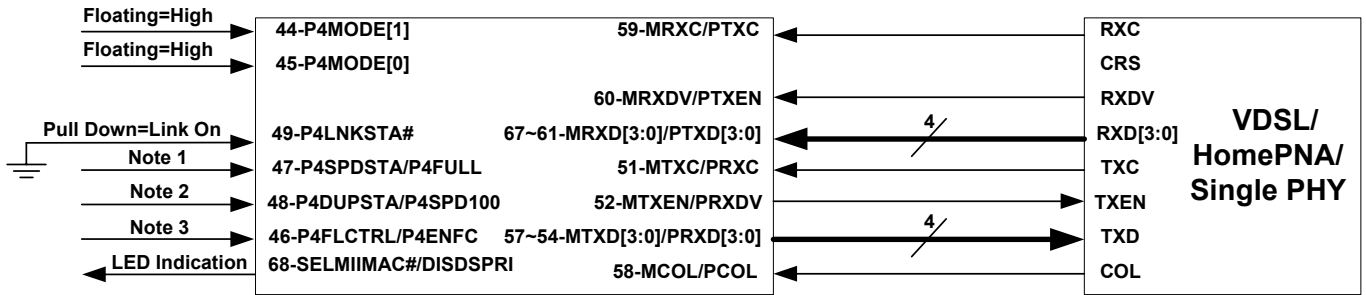 Floating=High
44-P4MODE[1]
59-MRXC/PTXC
RXC
Floating=High
45-P4MODE[0]
CRS
60-MRXDV/PTXEN
RXDV
Pull Down=Link On
49-P4LNKSTA#
67~61-MRXD[3:0]/PTXD[3:0]
4
RXD[3:0]
VDSL/
HomePNA/
Single PHY
Note 1
47-P4SPDSTA/P4FULL
51-MTXC/PRXC
TXC
Note 2
48-P4DUPSTA/P4SPD100
52-MTXEN/PRXDV
TXEN
Note 3
46-P4FLCTRL/P4ENFC
57~54-MTXD[3:0]/PRXD[3:0]
4
TXD
LED Indication
68-SELMIIMAC#/DISDSPRI
58-MCOL/PCOL
COL